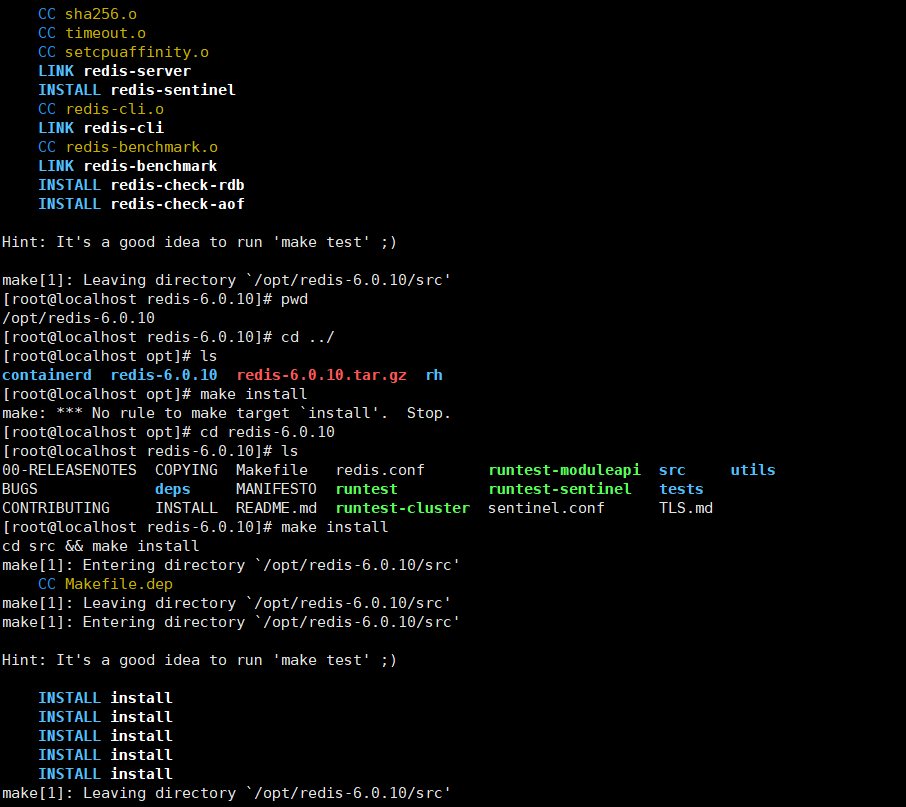 CC sha256.o
CC timeout.o
CC setcpuaffinity.o
LINK redis-server
INSTALL redis-sentinel
CC redis-cli.o
LINK redis-cli
CC redis-benchmark.o
LINK redis-benchmark
INSTALL redis-check-rdb
INSTALL redis-check-aof

Hint: It's a good idea to run 'make test' ;)

make[1]: Leaving directory `/opt/redis-6.0.10/src'
[root@localhost redis-6.0.10]# pwd
/opt/redis-6.0.10
[root@localhost redis-6.0.10]# cd ../
[root@localhost opt]# ls
containerd  redis-6.0.10  redis-6.0.10.tar.gz  rh
[root@localhost opt]# make install
make: *** No rule to make target `install'.  Stop.
[root@localhost opt]# cd redis-6.0.10
[root@localhost redis-6.0.10]# ls
00-RELEASENOTES  COPYING  Makefile   redis.conf       runtest-moduleapi  src     utils
BUGS             deps     MANIFESTO  runtest          runtest-sentinel   tests
CONTRIBUTING     INSTALL  README.md  runtest-cluster  sentinel.conf      TLS.md
[root@localhost redis-6.0.10]# make install
cd src && make install
make[1]: Entering directory `/opt/redis-6.0.10/src'
CC Makefile.dep
make[1]: Leaving directory `/opt/redis-6.0.10/src'
make[1]: Entering directory `/opt/redis-6.0.10/src'

Hint: It's a good idea to run 'make test' ;)

INSTALL install
INSTALL install
INSTALL install
INSTALL install
INSTALL install
make[1]: Leaving directory `/opt/redis-6.0.10/src'